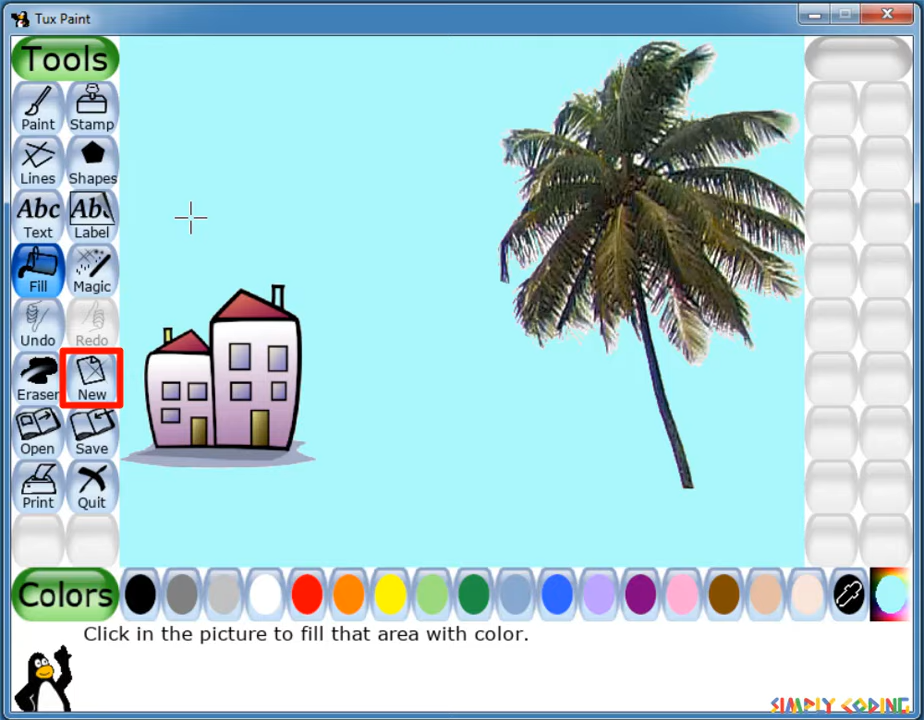 Tux Paint
Tools
Paint
Stamp
Lines
Shapes
Abc
Abc
Text
Label
Fill
Magic
Undo
Redo
Eraser
New
Open
Save
Print
Quit
Colors
Click in the picture to fill that area with color.
SIMPLY CODING